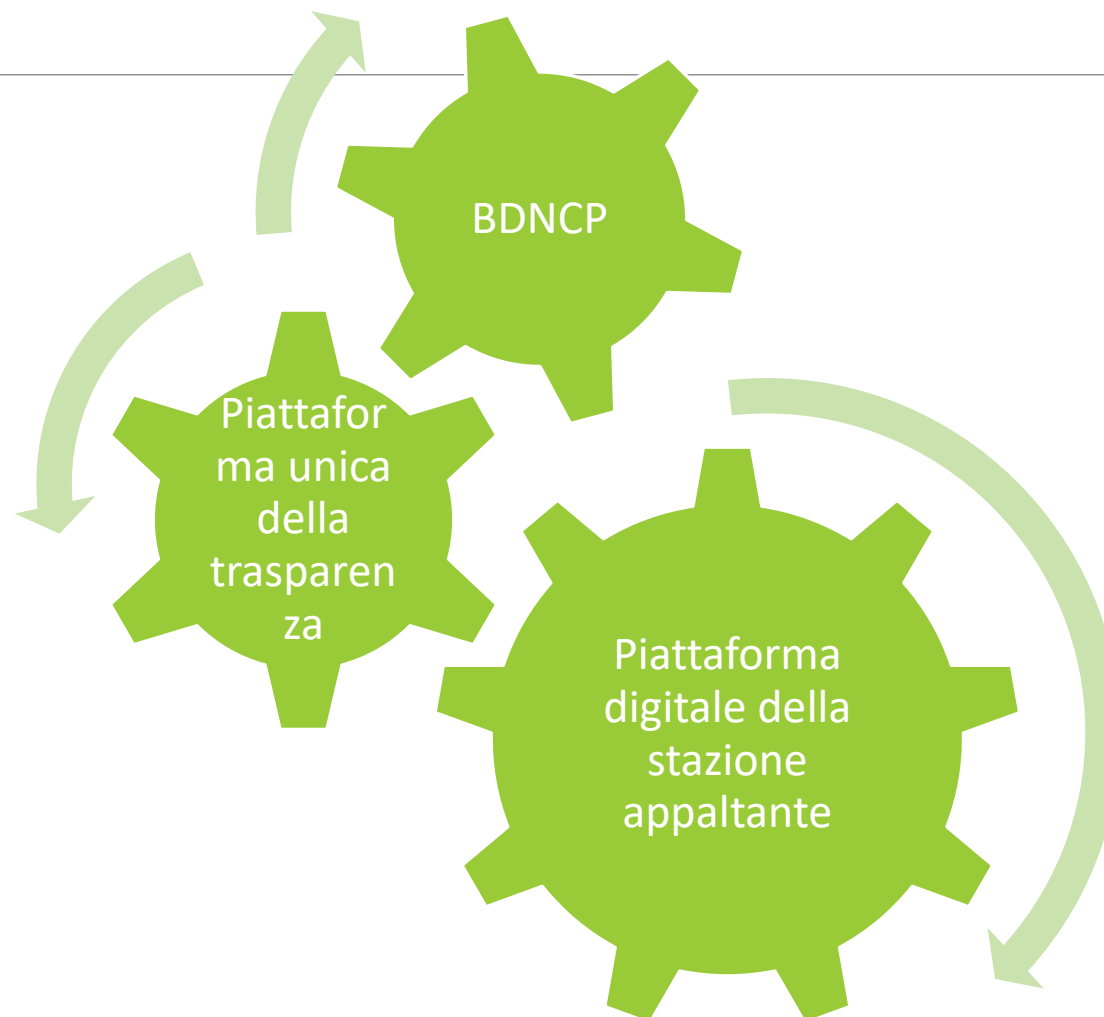 BDNCP
Piattafor
ma unica
della
trasparen
za
Piattaforma
digitale della
stazione
appaltante